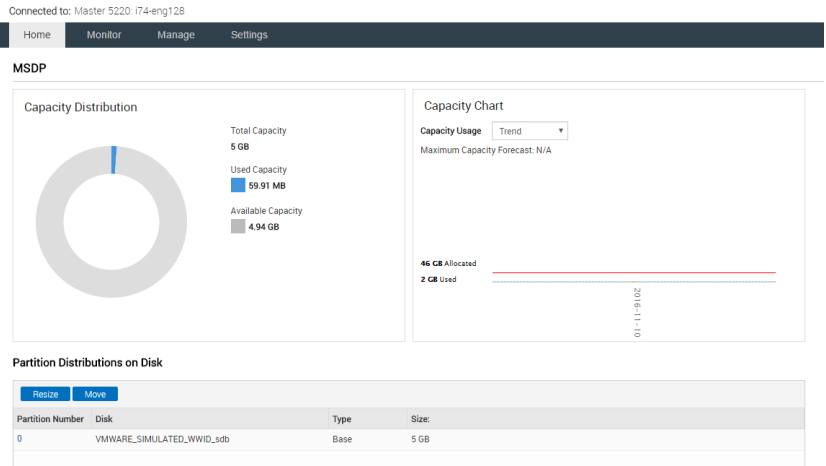 Connected to: Master 5220: i74-eng128
Home Monitor Manage Settings
MSDP
Capacity Distribution
Total Capacity
5 GB
Used Capacity
59.91 MB
Available Capacity
4.94 GB
Capacity Chart
Capacity Usage Trend
Maximum Capacity Forecast: N/A
46 GB Allocated
2 GB Used
2016-11-10
Partition Distributions on Disk
Resize Move
Partition Number Disk Type Size:
0 VMWARE_SIMULATED_WWID_sdb Base 5 GB